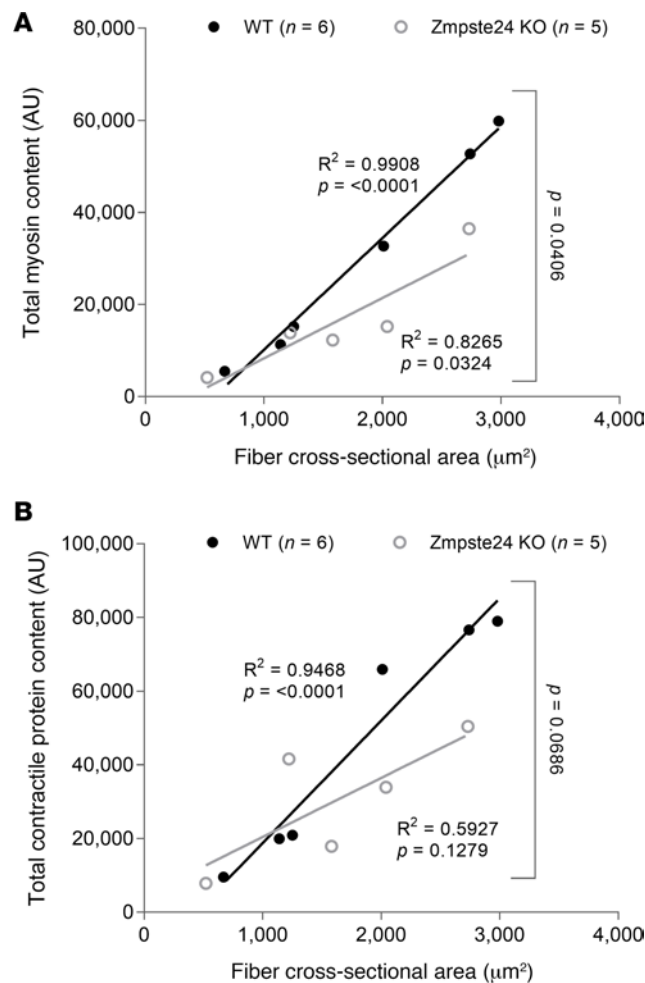 A
WT (n = 6)
Zmpste24 KO (n = 5)
80,000
60,000
40,000
20,000
0
Total myosin content (AU)
R² = 0.9908
p = <0.0001
p = 0.0406
R² = 0.8265
p = 0.0324
0 1,000 2,000 3,000 4,000
Fiber cross-sectional area (μm²)
B
WT (n = 6)
Zmpste24 KO (n = 5)
100,000
80,000
60,000
40,000
20,000
0
Total contractile protein content (AU)
R² = 0.9468
p = <0.0001
p = 0.0686
R² = 0.5927
p = 0.1279
0 1,000 2,000 3,000 4,000
Fiber cross-sectional area (μm²)